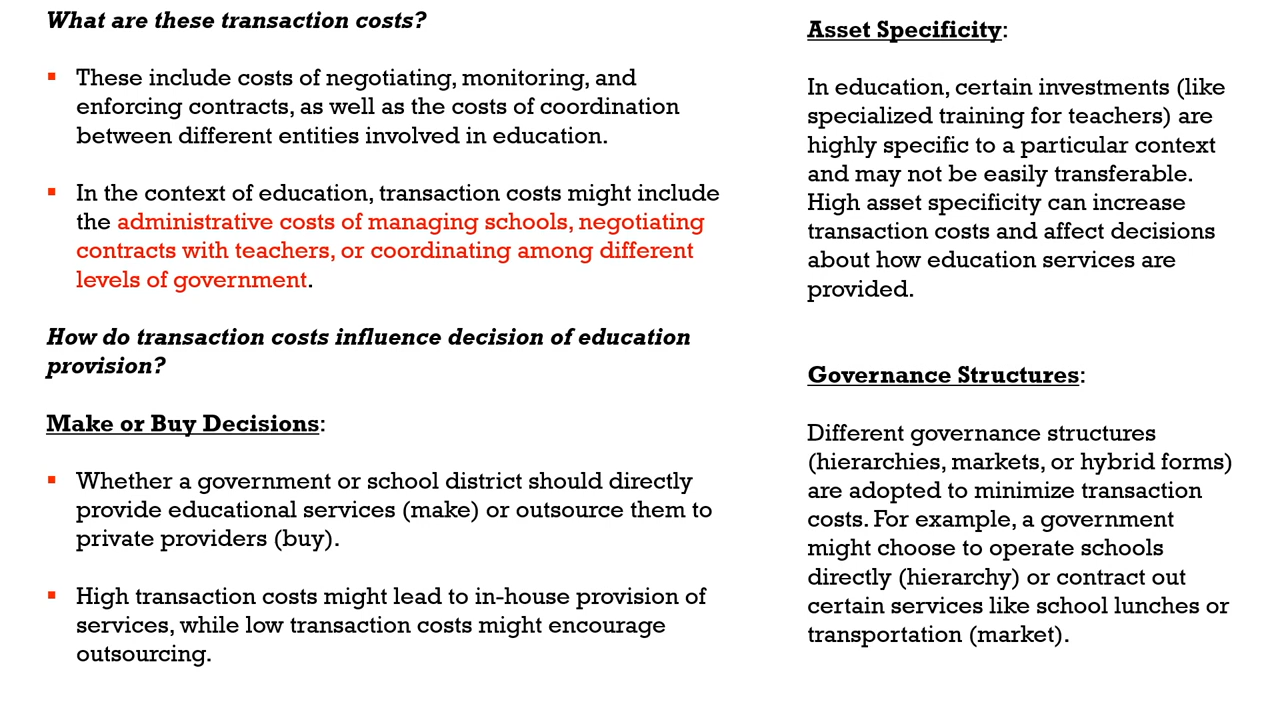 What are these transaction costs?
▪ These include costs of negotiating, monitoring, and
enforcing contracts, as well as the costs of coordination
between different entities involved in education.
▪ In the context of education, transaction costs might include
the administrative costs of managing schools, negotiating
contracts with teachers, or coordinating among different
levels of government.
How do transaction costs influence decision of education
provision?
Make or Buy Decisions:
▪ Whether a government or school district should directly
provide educational services (make) or outsource them to
private providers (buy).
▪ High transaction costs might lead to in-house provision of
services, while low transaction costs might encourage
outsourcing.
Asset Specificity:
In education, certain investments (like
specialized training for teachers) are
highly specific to a particular context
and may not be easily transferable.
High asset specificity can increase
transaction costs and affect decisions
about how education services are
provided.
Governance Structures:
Different governance structures
(hierarchies, markets, or hybrid forms)
are adopted to minimize transaction
costs. For example, a government
might choose to operate schools
directly (hierarchy) or contract out
certain services like school lunches or
transportation (market).